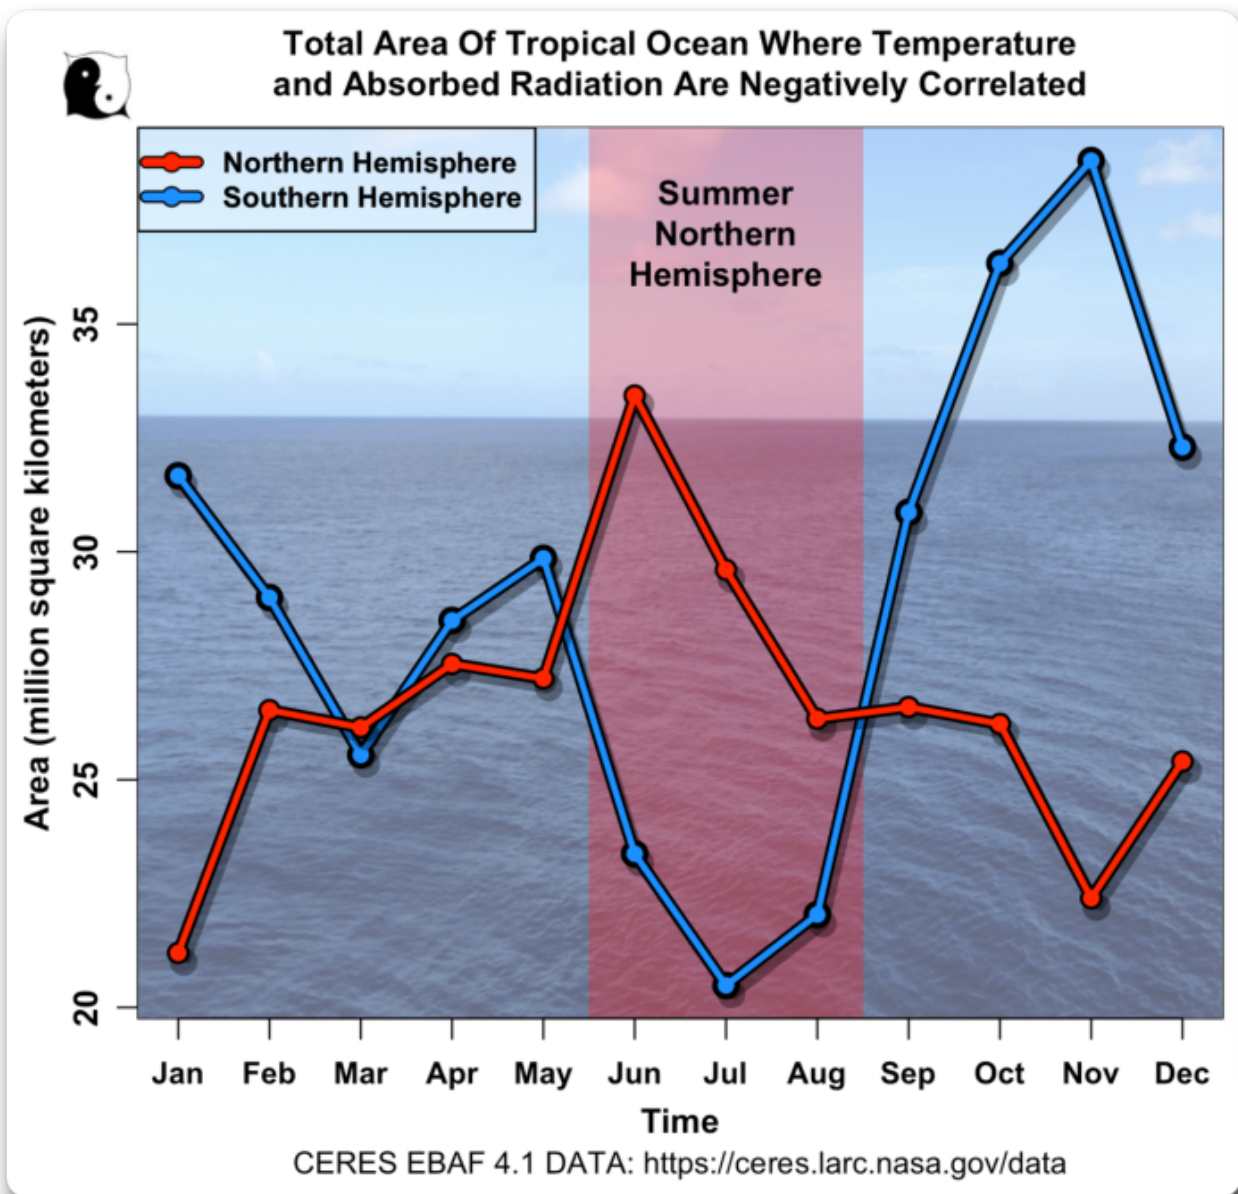 Total Area Of Tropical Ocean Where Temperature
and Absorbed Radiation Are Negatively Correlated
Northern Hemisphere
Southern Hemisphere
Summer
Northern
Hemisphere
Area (million square kilometers)
35
30
25
20
Jan Feb Mar Apr May Jun Jul Aug Sep Oct Nov Dec
Time
CERES EBAF 4.1 DATA: https://ceres.larc.nasa.gov/data